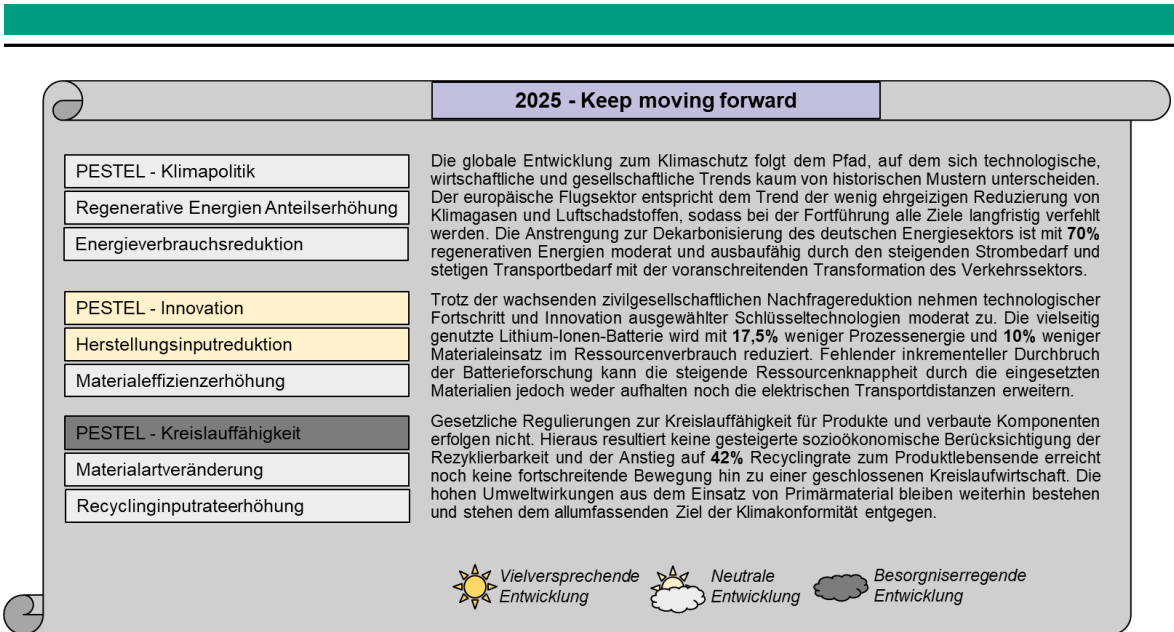 2025 - Keep moving forward
PESTEL - Klimapolitik
Regenerative Energien Anteilserhöhung
Energieverbrauchsreduktion
Die globale Entwicklung zum Klimaschutz folgt dem Pfad, auf dem sich technologische,
wirtschaftliche und gesellschaftliche Trends kaum von historischen Mustern unterscheiden.
Der europäische Flugsektor entspricht dem Trend der wenig ehrgeizigen Reduzierung von
Klimagasen und Luftschadstoffen, sodass bei der Fortführung alle Ziele langfristig verfehlt
werden. Die Anstrengung zur Dekarbonisierung des deutschen Energiesektors ist mit 70%
regenerativen Energien moderat und ausbaufähig durch den steigenden Strombedarf und
stetigen Transportbedarf mit der voranschreitenden Transformation des Verkehrssektors.
PESTEL - Innovation
Herstellungsinputreduktion
Materialeffizienzerhöhung
Trotz der wachsenden zivilgesellschaftlichen Nachfragereduktion nehmen technologischer
Fortschritt und Innovation ausgewählter Schlüsseltechnologien moderat zu. Die vielseitig
genutzte Lithium-Ionen-Batterie wird mit 17,5% weniger Prozessenergie und 10% weniger
Materialeinsatz im Ressourcenverbrauch reduziert. Fehlender inkrementeller Durchbruch
der Batterieforschung kann die steigende Ressourcenknappheit durch die eingesetzten
Materialien jedoch weder aufhalten noch die elektrischen Transportdistanzen erweitern.
PESTEL - Kreislauffähigkeit
Materialartveränderung
Recyclinginputrateerhöhung
Gesetzliche Regulierungen zur Kreislauffähigkeit für Produkte und verbaute Komponenten
erfolgen nicht. Hieraus resultiert keine gesteigerte sozioökonomische Berücksichtigung der
Rezyklierbarkeit und der Anstieg auf 42% Recyclingrate zum Produktlebensende erreicht
noch keine fortschreitende Bewegung hin zu einer geschlossenen Kreislaufwirtschaft. Die
hohen Umweltwirkungen aus dem Einsatz von Primärmaterial bleiben weiterhin bestehen
und stehen dem allumfassenden Ziel der Klimakonformität entgegen.
Vielversprechende
Entwicklung
Neutrale
Entwicklung
Besorgniserregende
Entwicklung